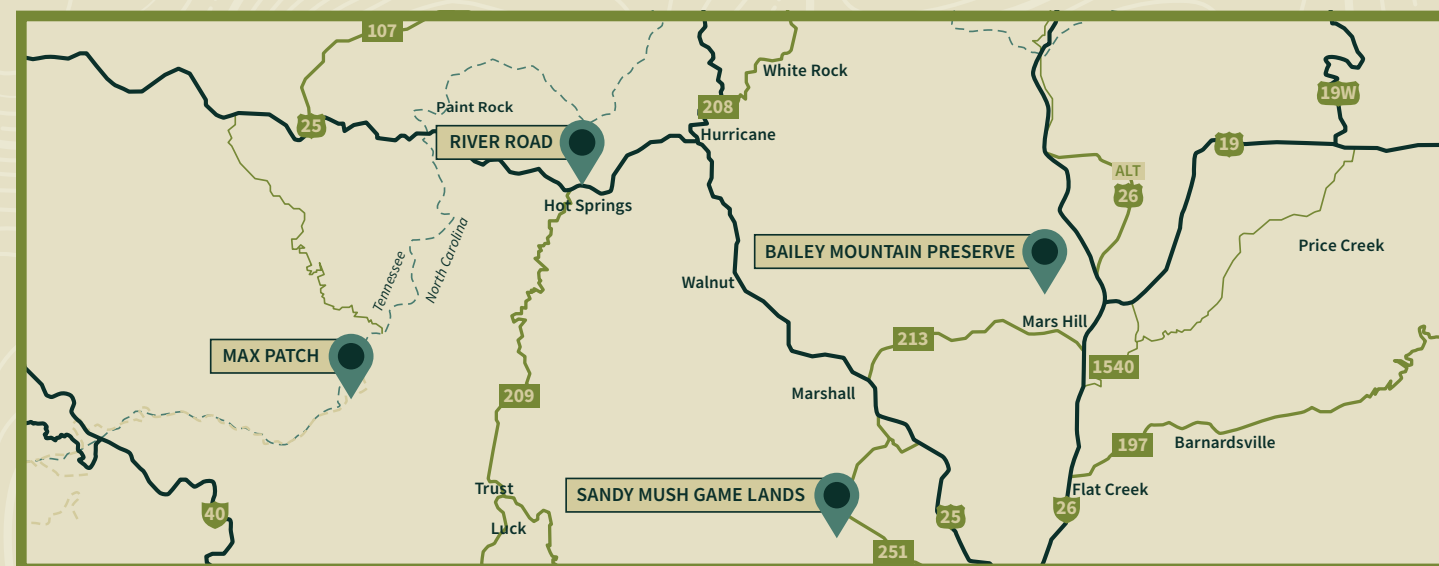 107
White Rock
19W
Paint Rock
208
25
Hurricane
RIVER ROAD
19
ALT
26
Hot Springs
Tennessee
North Carolina
BAILEY MOUNTAIN PRESERVE
Price Creek
Walnut
Mars Hill
213
MAX PATCH
1540
209
Marshall
197
Barnardsville
Trust
SANDY MUSH GAME LANDS
Flat Creek
40
25
26
Luck
251